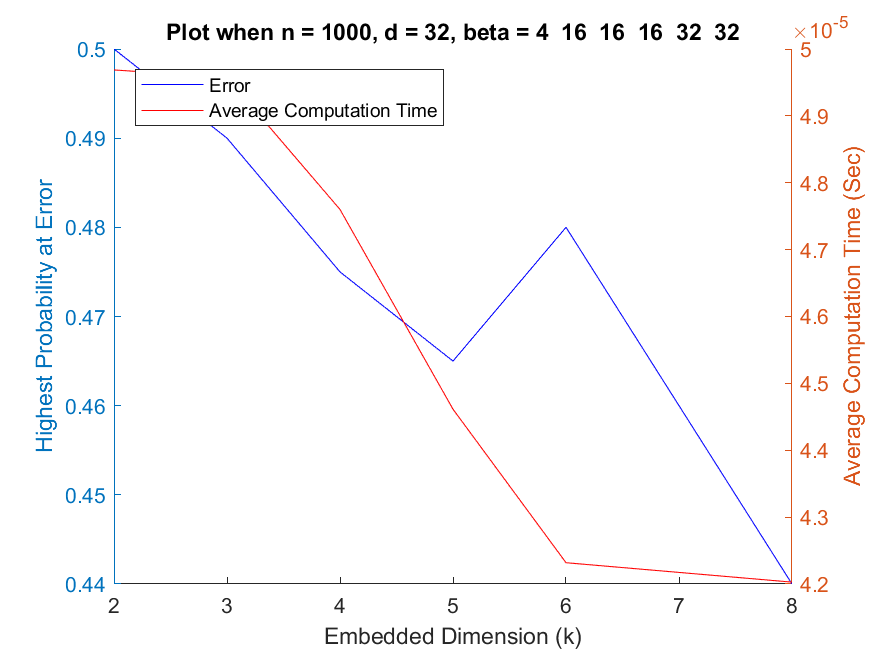 Plot when n = 1000, d = 32, beta = 4  16  16  16  32  32
×10-5
Error
Average Computation Time
0.5
0.49
0.48
0.47
0.46
0.45
0.44
Highest Probability at Error
5
4.9
4.8
4.7
4.6
4.5
4.4
4.3
4.2
Average Computation Time (Sec)
2 3 4 5 6 7 8
Embedded Dimension (k)